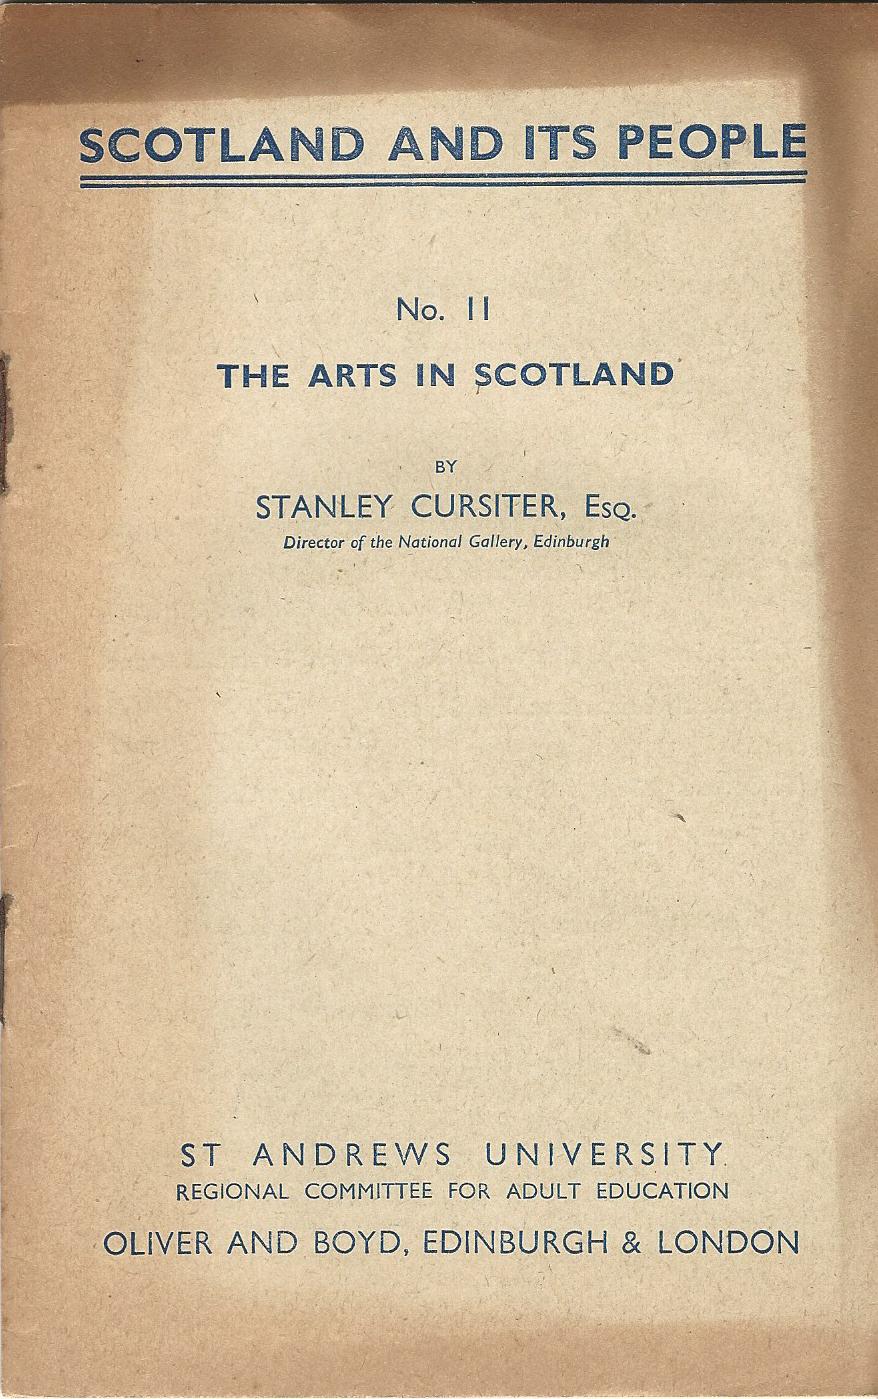 SCOTLAND AND ITS PEOPLE
No. 11
THE ARTS IN SCOTLAND
BY
STANLEY CURSITER, Esq.
Director of the National Gallery, Edinburgh
ST ANDREWS UNIVERSITY
REGIONAL COMMITTEE FOR ADULT EDUCATION
OLIVER AND BOYD, EDINBURGH & LONDON